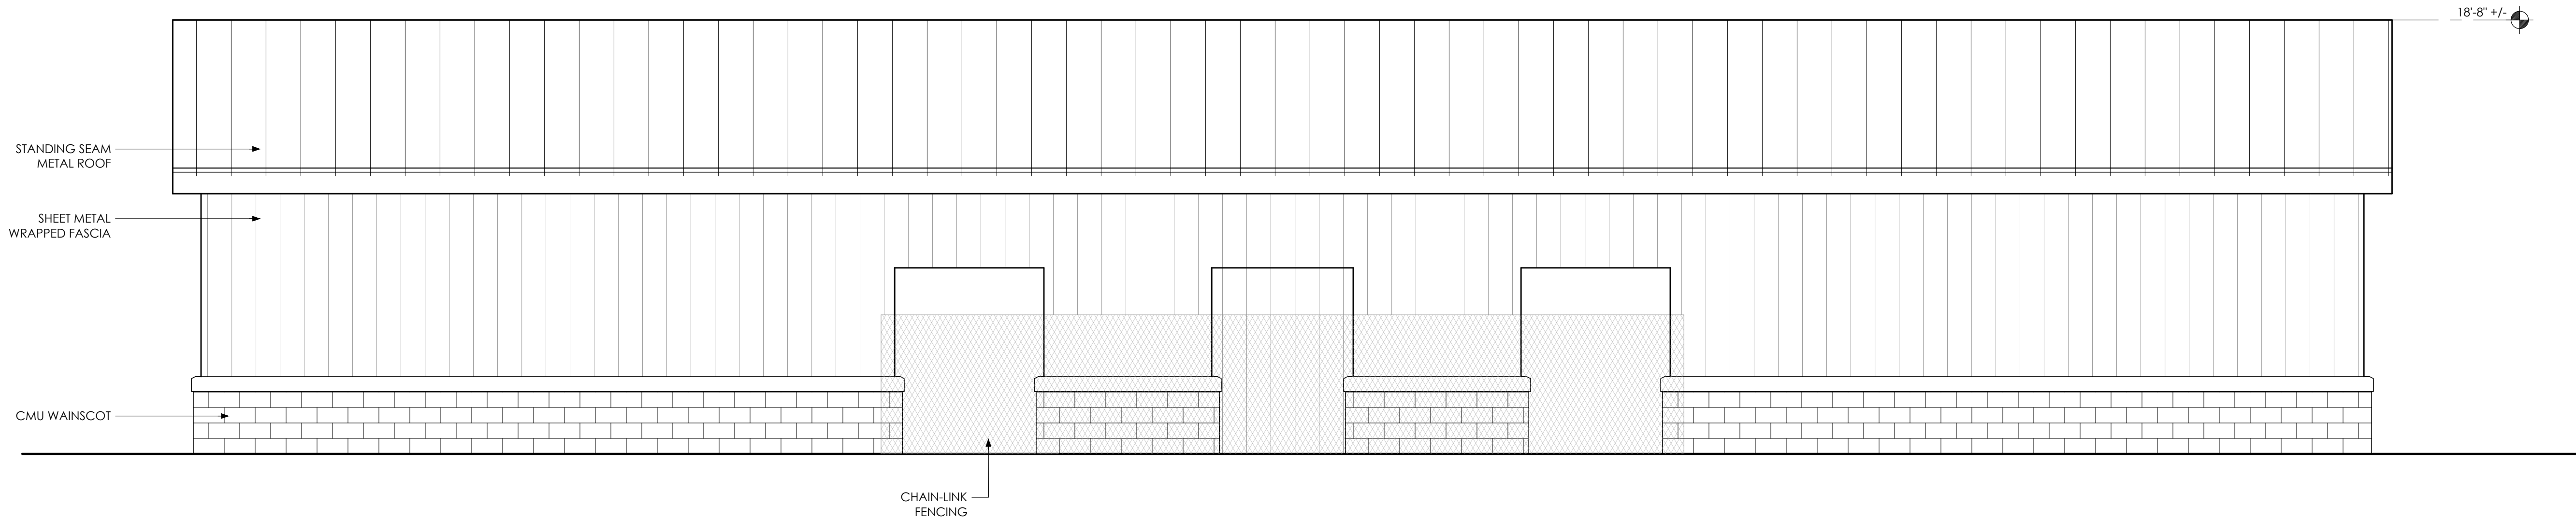 18'-8" +/-
STANDING SEAM
METAL ROOF
SHEET METAL
WRAPPED FASCIA
CMU WAINSCOT
CHAIN-LINK
FENCING